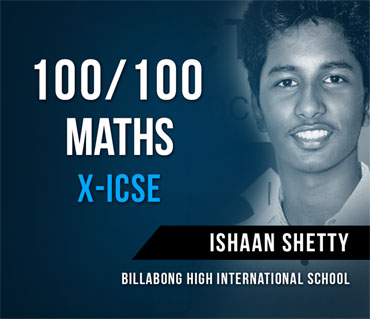 100/100
MATHS
X-ICSE
ISHAAN SHETTY
BILLABONG HIGH INTERNATIONAL SCHOOL